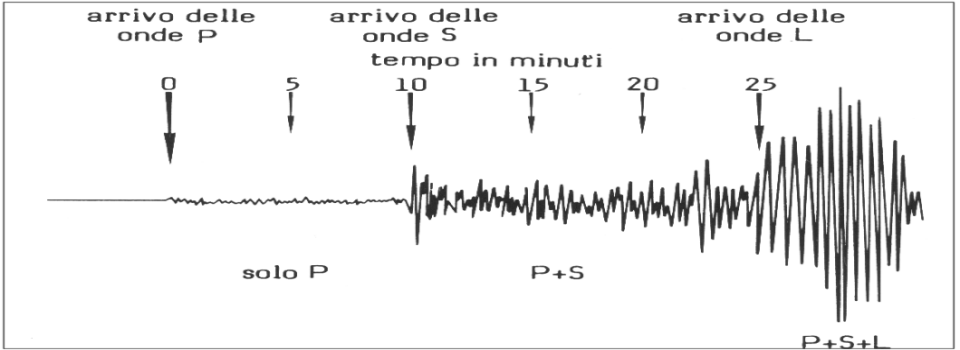 arrivo delle
onde P
arrivo delle
onde S
arrivo delle
onde L
tempo in minuti
0 5 10 15 20 25
solo P
P+S
P+S+L